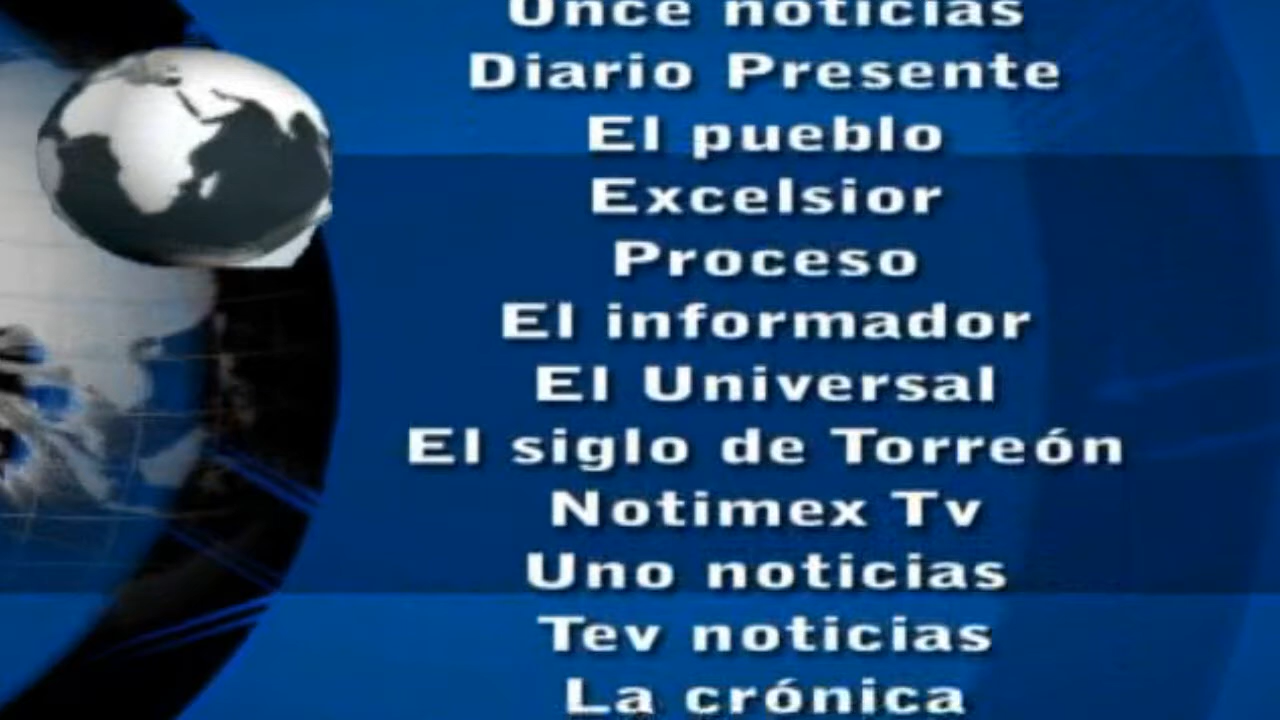 Once noticias
Diario Presente
El pueblo
Excelsior
Proceso
El informador
El Universal
El siglo de Torreón
Notimex Tv
Uno noticias
Tev noticias
La crónica